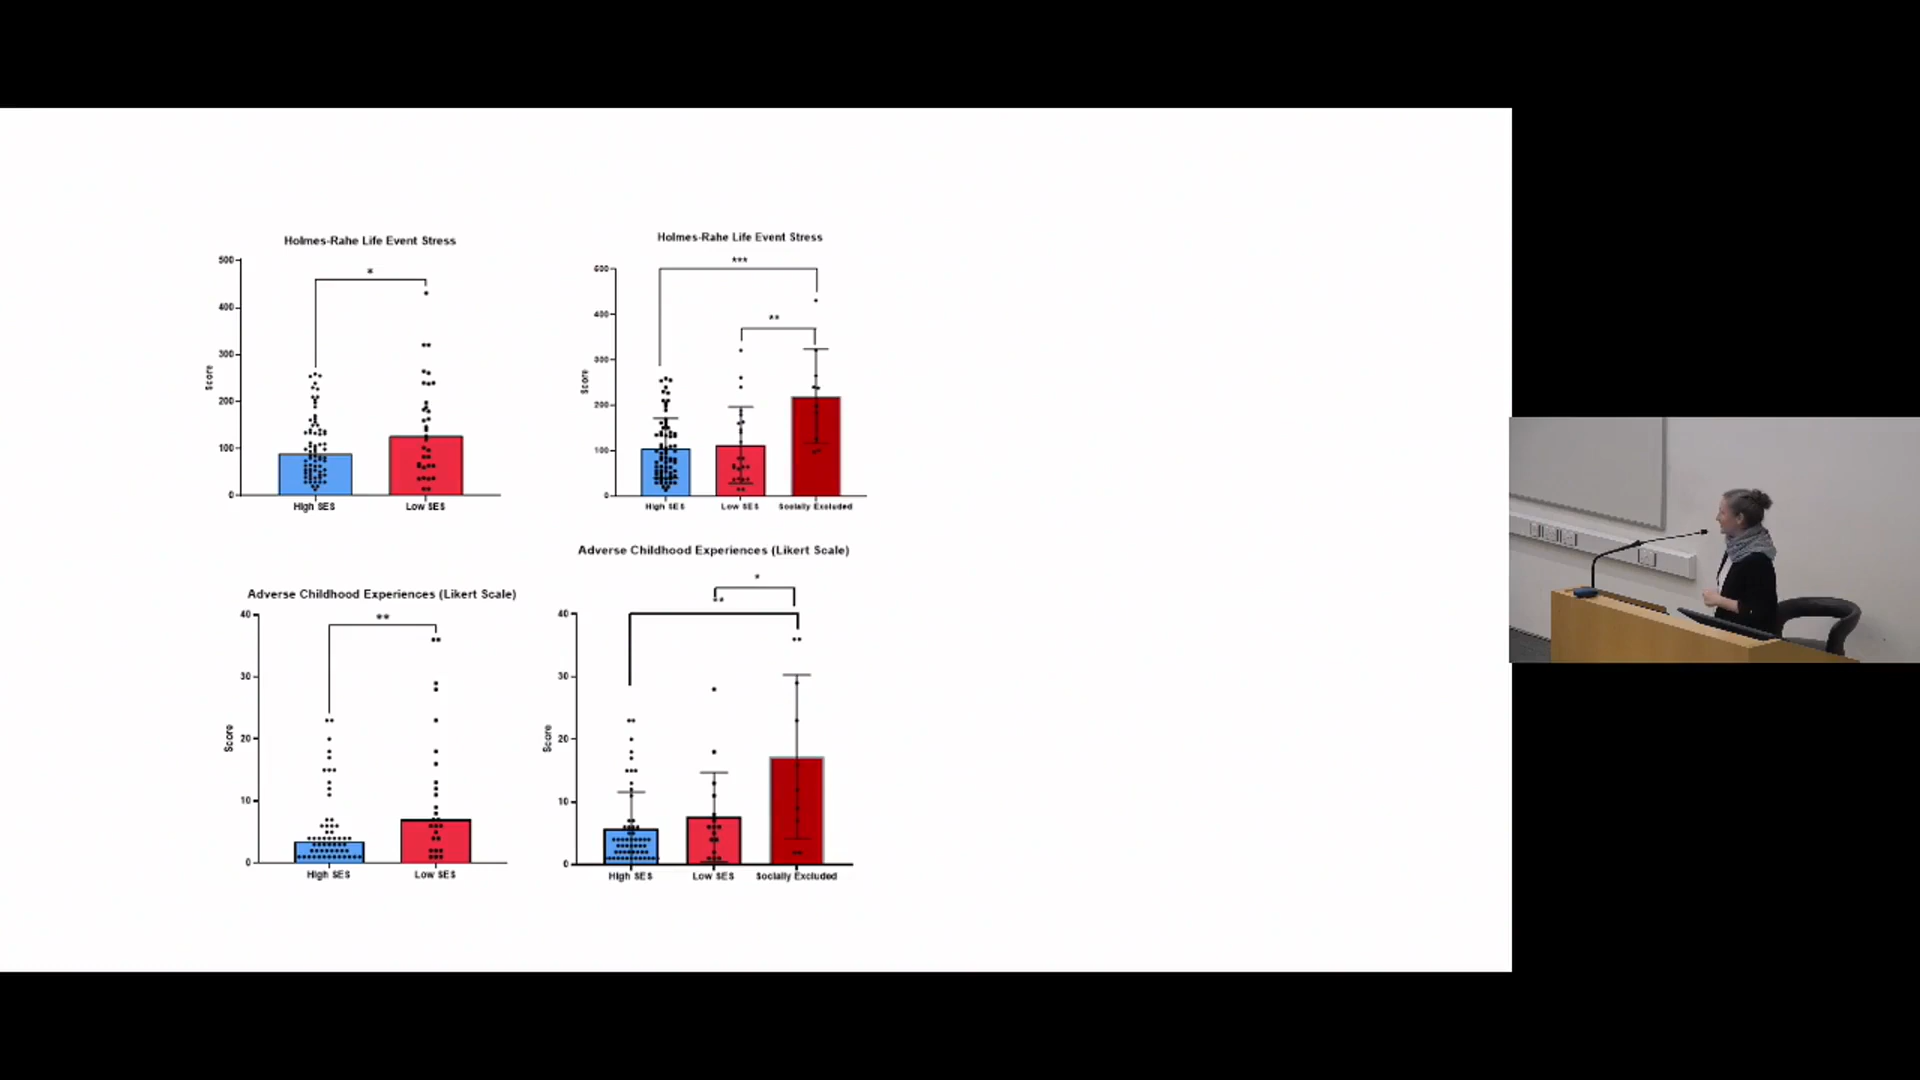 Holmes-Rahe Life Event Stress
500
400
300
200
100
0
Score
*
High SES
Low SES
Holmes-Rahe Life Event Stress
600
400
300
200
100
0
Score
***
**
High SES
Low SES
Socially Excluded
Adverse Childhood Experiences (Likert Scale)
40
30
20
10
0
Score
**
High SES
Low SES
Adverse Childhood Experiences (Likert Scale)
40
30
20
10
0
Score
*
**
High SES
Low SES
Socially Excluded